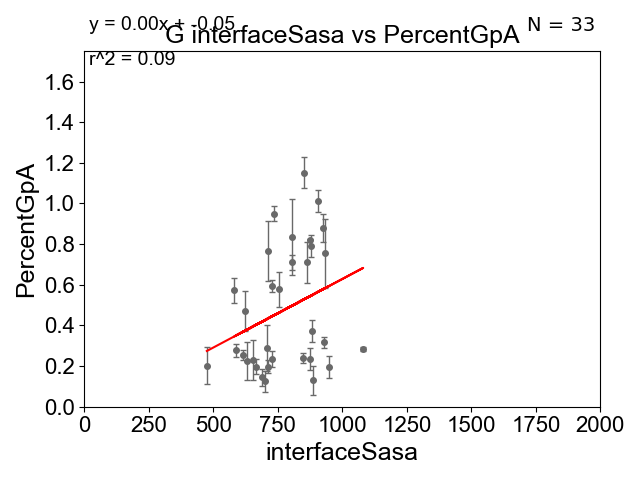 y = 0.00x + -0.05
N = 33
G interfaceSasa vs PercentGpA
r^2 = 0.09
PercentGpA
1.6
1.4
1.2
1.0
0.8
0.6
0.4
0.2
0.0
0 250 500 750 1000 1250 1500 1750 2000
interfaceSasa